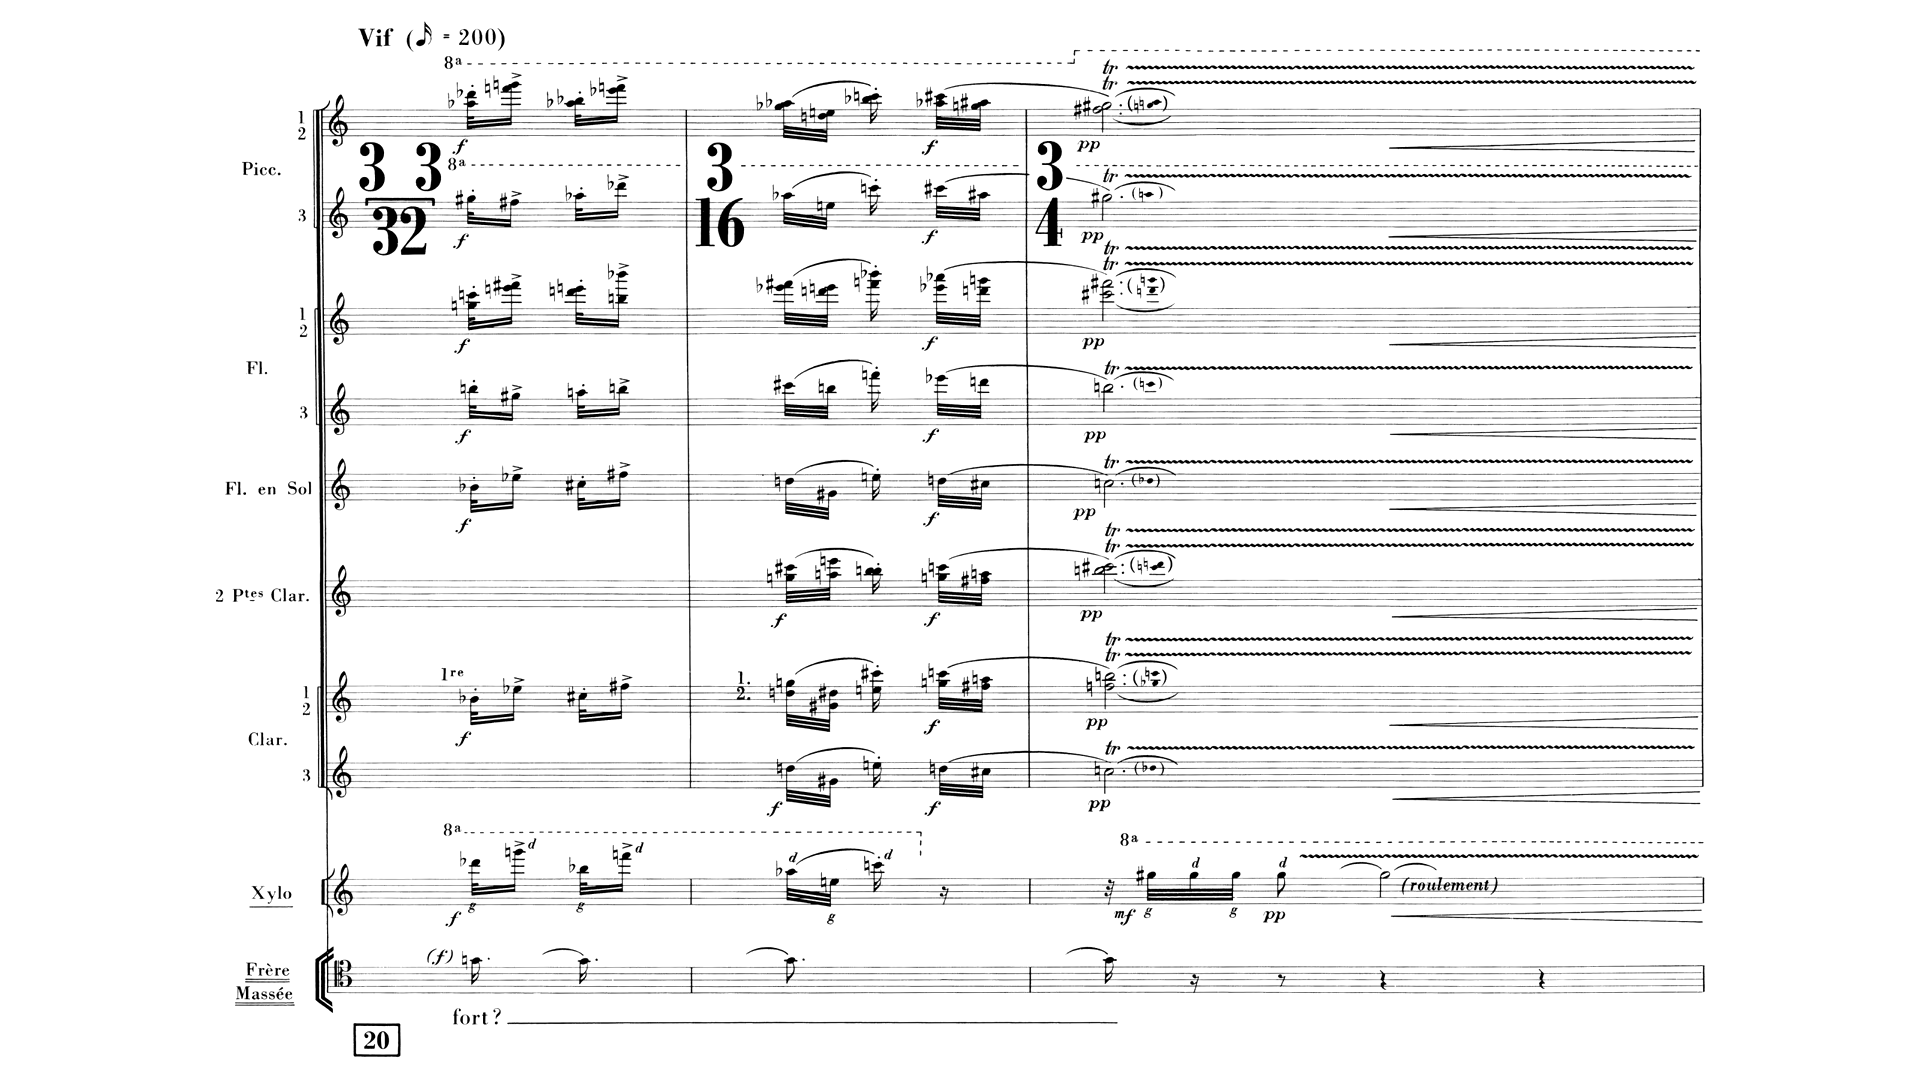 Vif (♪ = 200)
8ª
tr
tr
1
2
f
f
pp
Picc.
3 3
32
3
16
3
4
8ª
tr
3
f
f
pp
tr
tr
1
2
f
f
pp
Fl.
tr
3
f
f
pp
tr
Fl. en Sol
f
f
pp
tr
tr
2 Ptes Clar.
f
f
pp
tr
tr
1re
1.
2.
1
2
f
f
pp
Clar.
tr
3
f
f
pp
8ª
8ª
d
d
d
d
d
d
Xylo
(roulement)
f
g
g
g
mf
g
g
pp
(f)
Frère
Massée
fort?
20